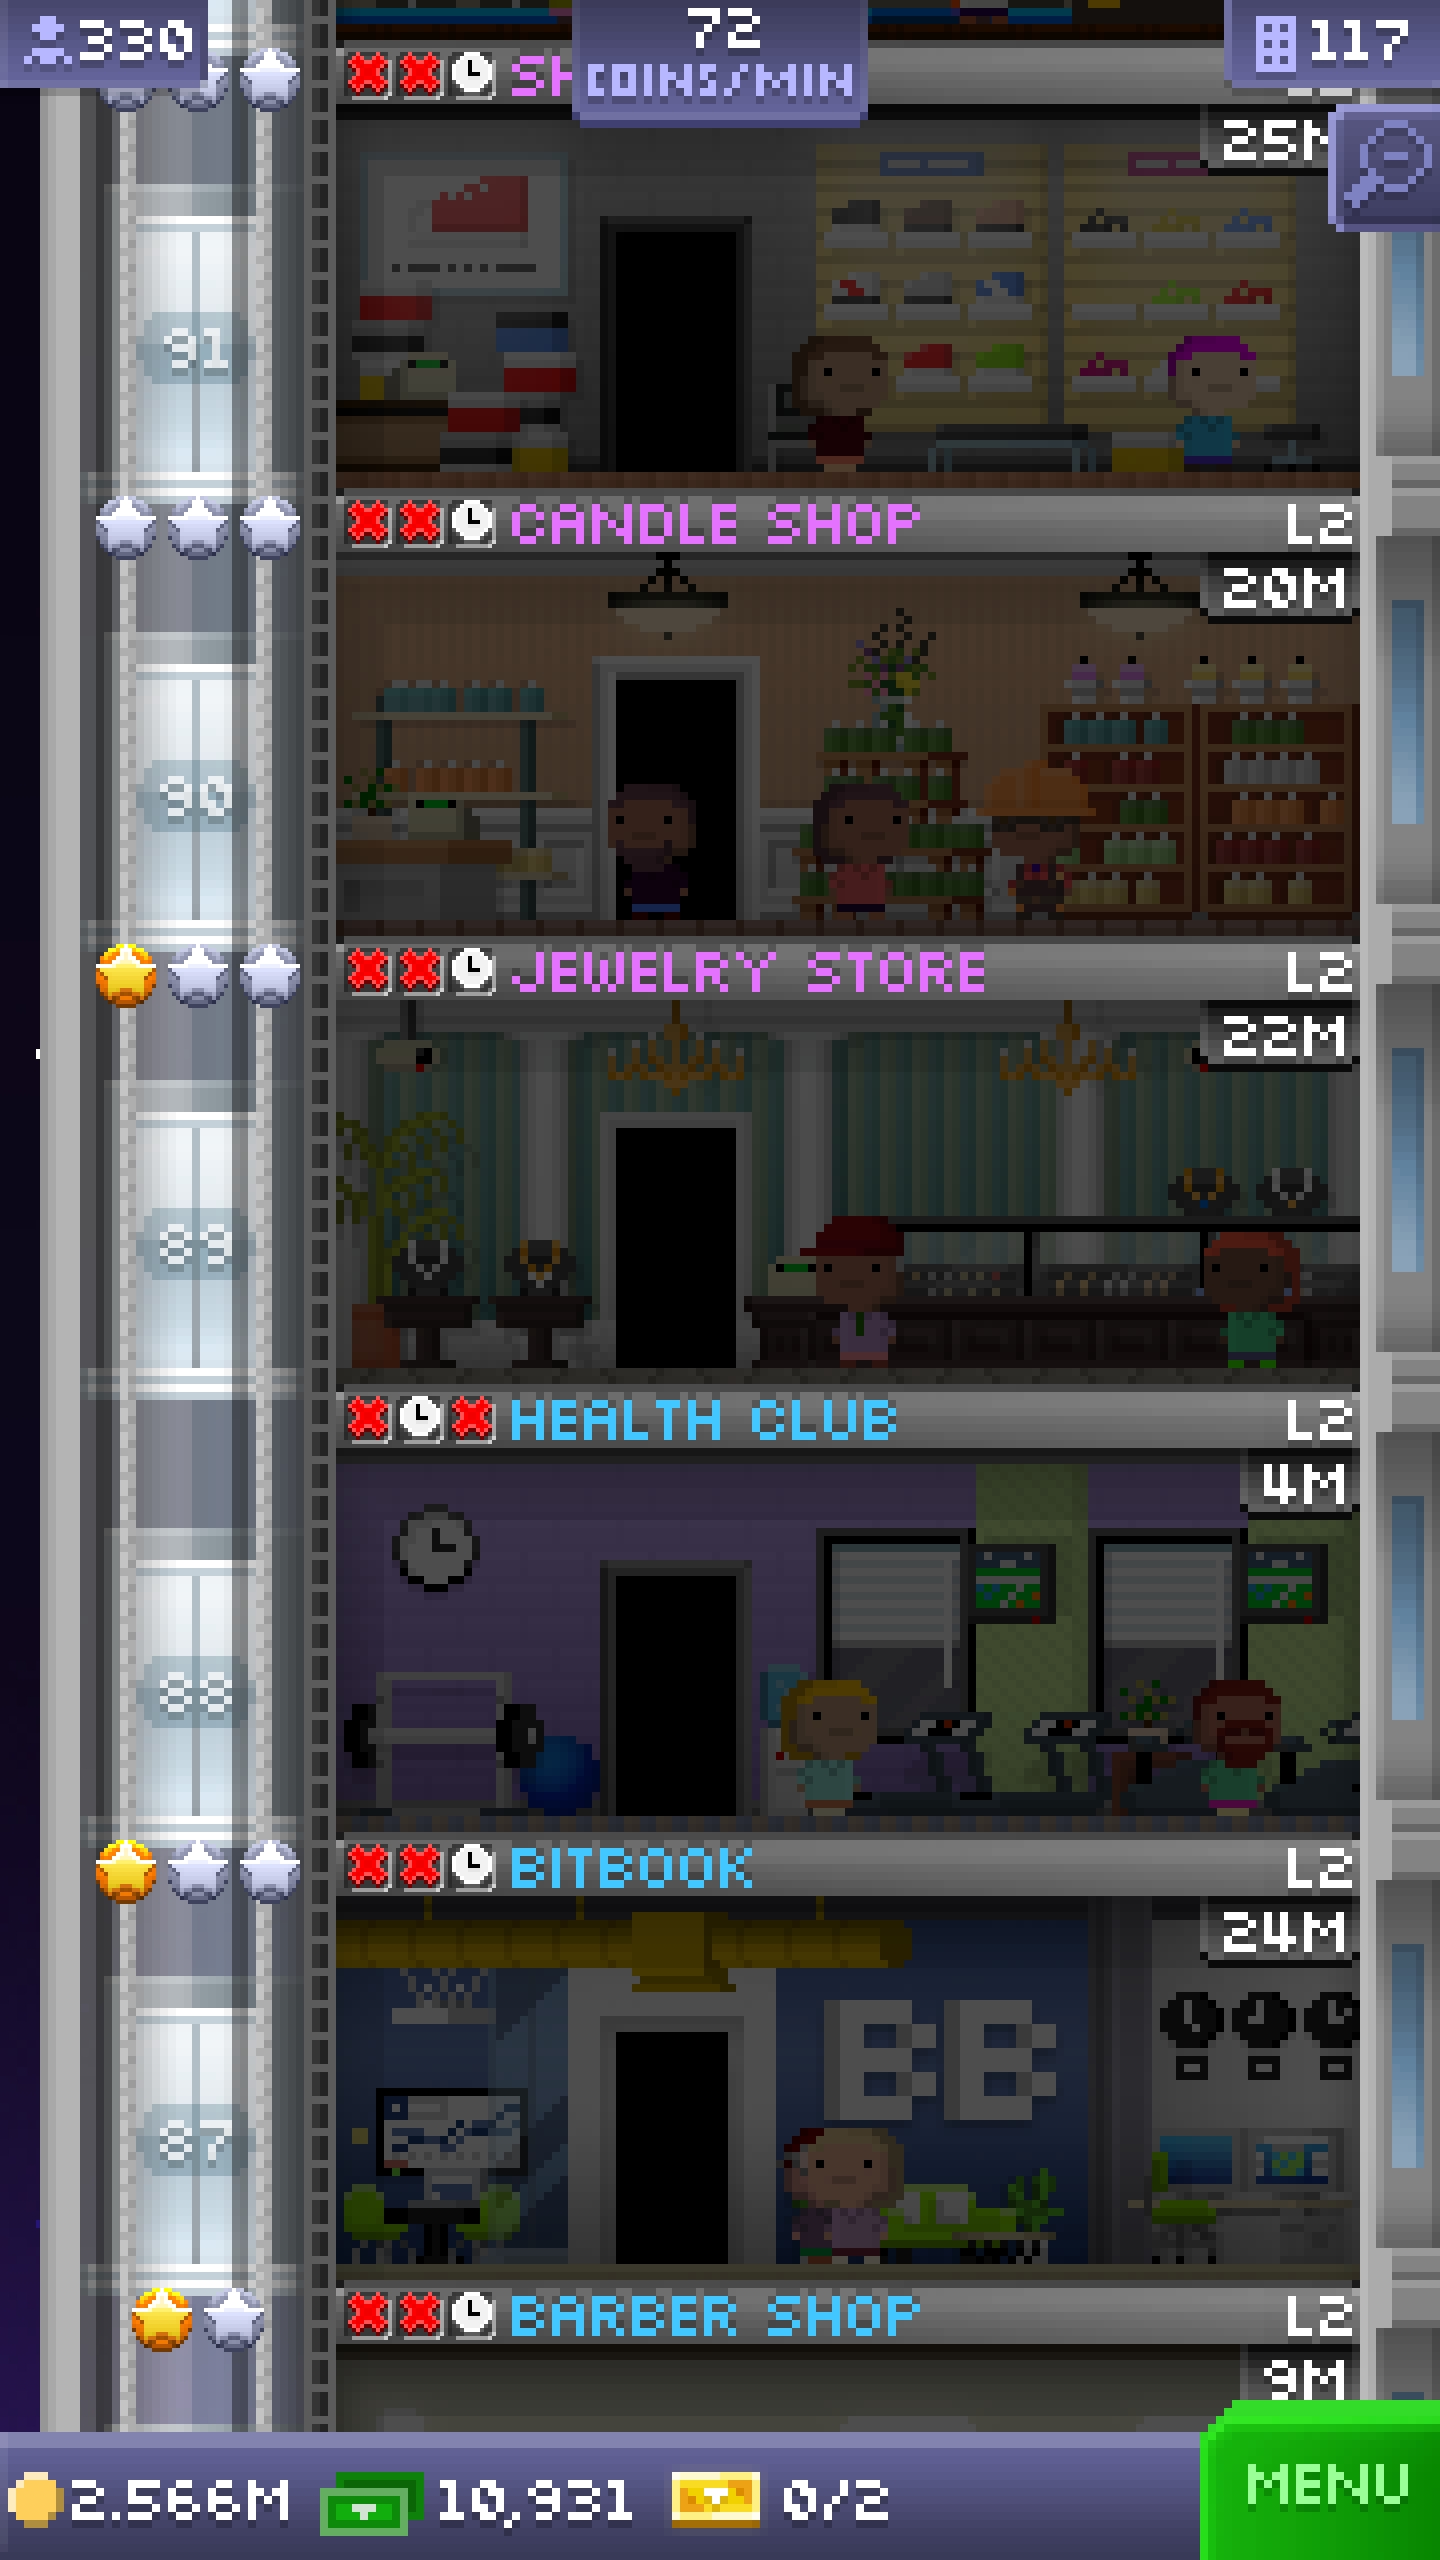 330
72
COINS/MIN
117
SH
25M
91
CANDLE SHOP L2
20M
90
JEWELRY STORE L2
22M
89
HEALTH CLUB L2
4M
88
BITBOOK L2
24M
BB
87
BARBER SHOP L2
9M
2.566M 10,931 0/2
MENU